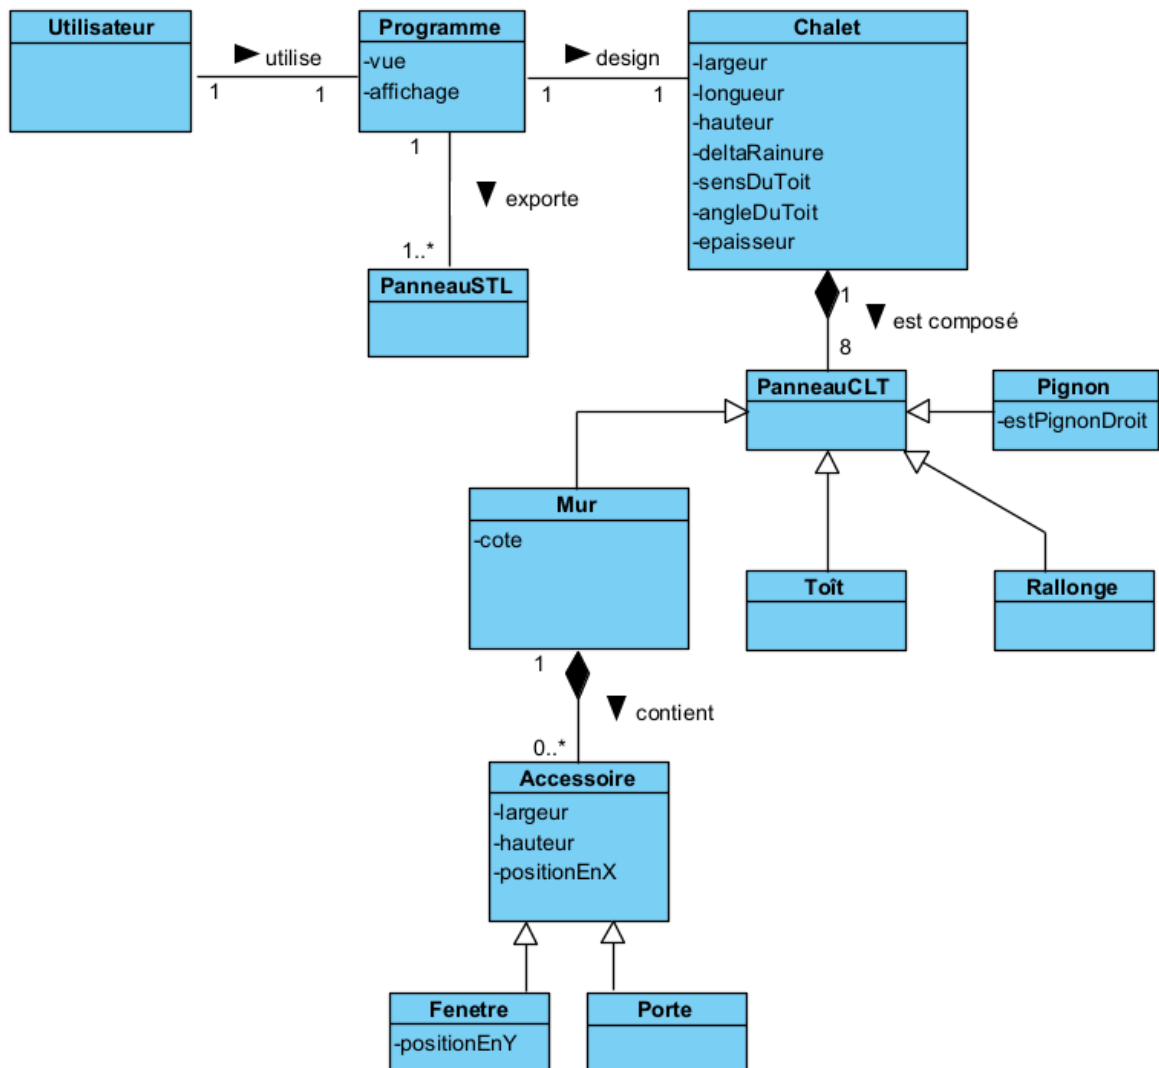 Utilisateur
utilise
1
1
Programme
-vue
-affichage
design
1
1
Chalet
-largeur
-longueur
-hauteur
-deltaRainure
-sensDuToit
-angleDuToit
-epaisseur
1
exporte
1..*
PanneauSTL
1
est composé
8
PanneauCLT
Pignon
-estPignonDroit
Mur
-cote
Toît
Rallonge
1
contient
0..*
Accessoire
-largeur
-hauteur
-positionEnX
Fenetre
-positionEnY
Porte